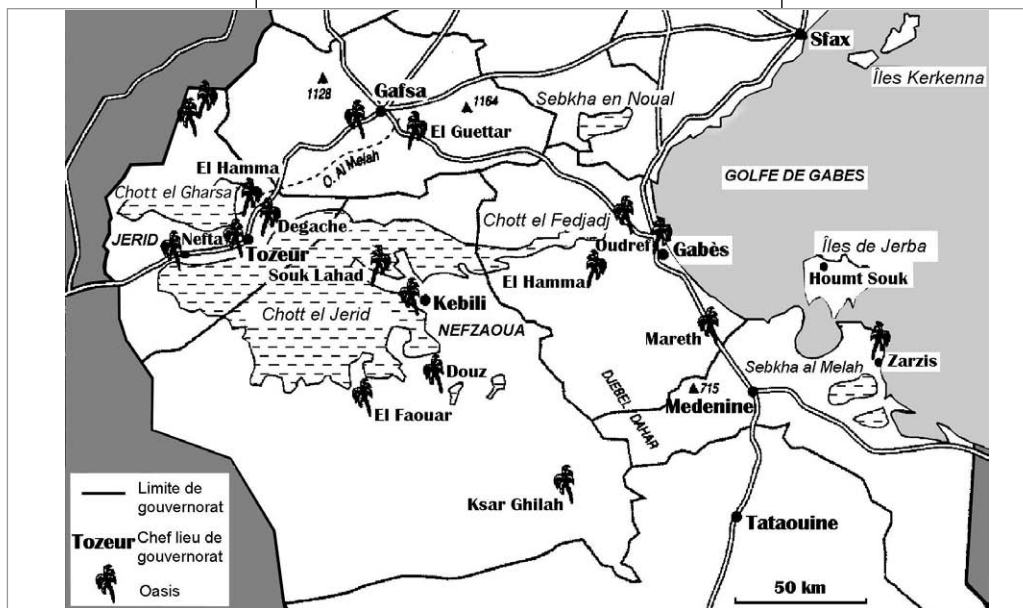 Sfax
Îles Kerkenna
1128
Gafsa
1164
Sebkha en Noual
El Guettar
O. Al Melah
El Hamma
GOLFE DE GABES
Chott el Gharsa
Chott el Fedjadj
Degache
JERID
Nefta
Tozeur
Oudref
Gabès
Îles de Jerba
Houmt Souk
Souk Lahad
El Hamma
Kebili
Chott el Jerid
NEFZAOUA
Mareth
Zarzis
Sebkha al Melah
Douz
715
Medenine
El Faouar
DJEBEL
DAHAR
Limite de
gouvernorat
Ksar Ghilah
Tozeur Chef lieu de
gouvernorat
Tataouine
Oasis
50 km